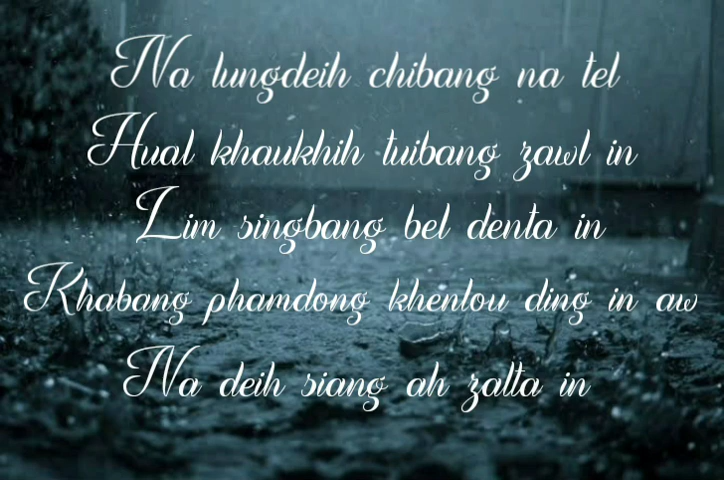 Na lungdeih chibang na tel
Hual khaukhih tuibang zawl in
Lim singbang bel denta in
Khabang phamdong khentou ding in aw
Na deih siang ah zalta in